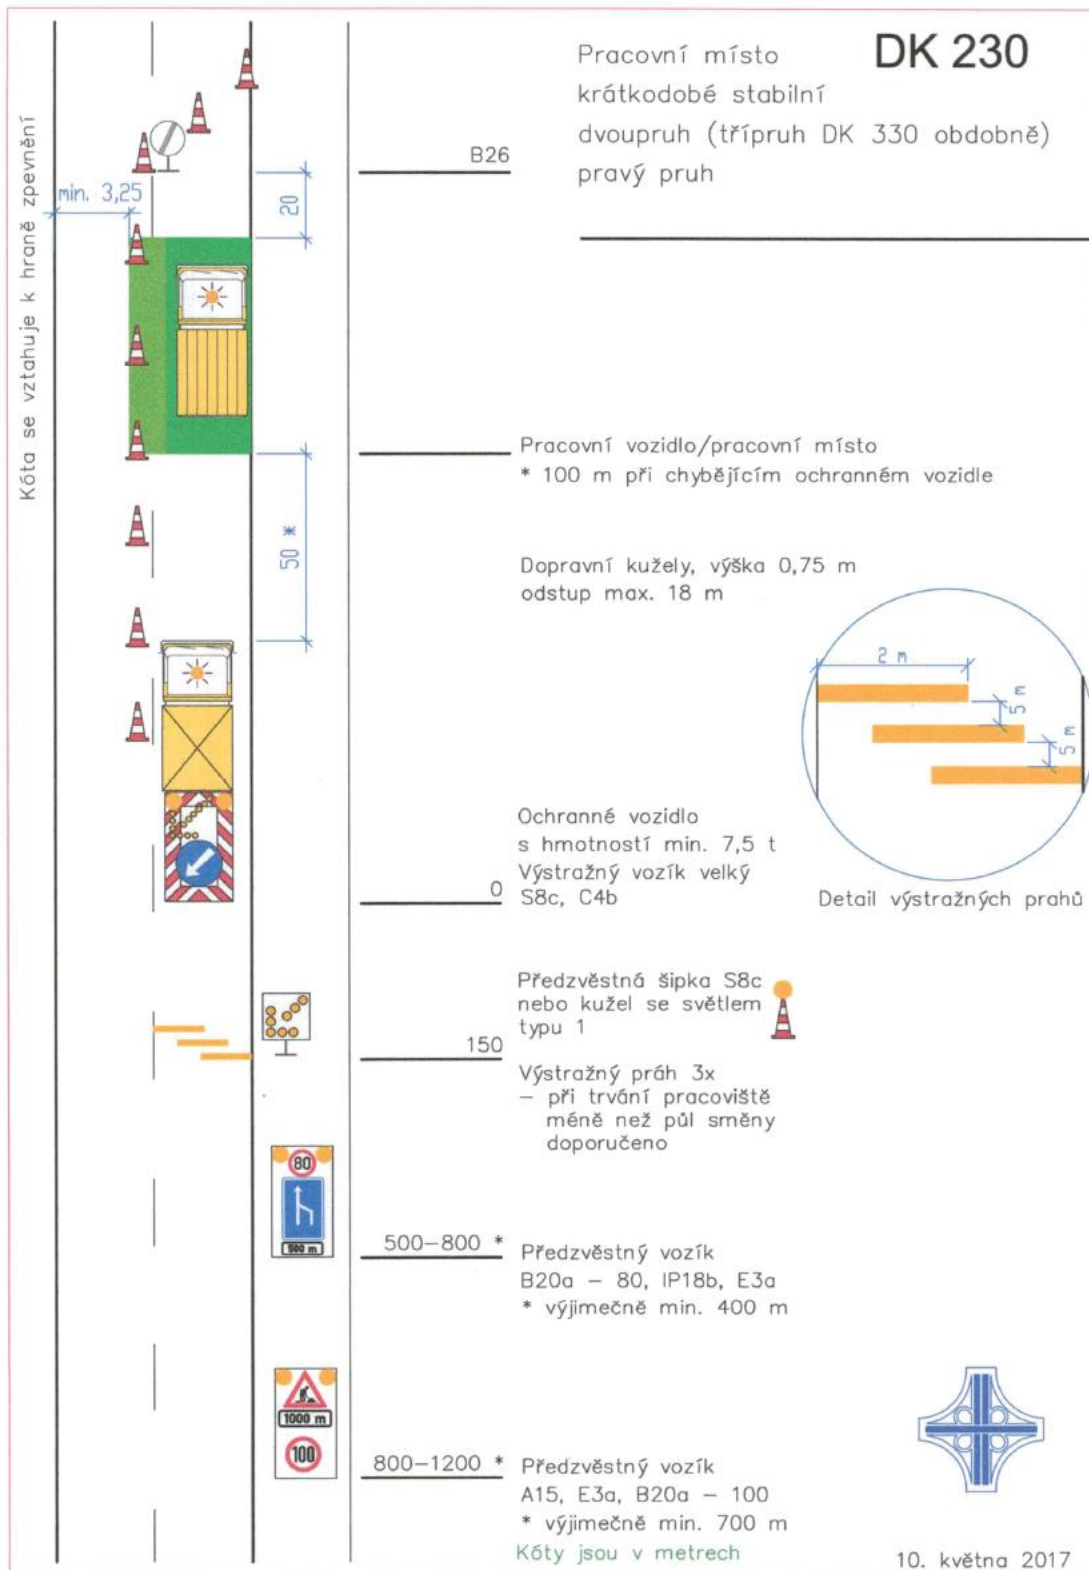 Pracovní místo
DK 230
krátkodobé stabilní
dvoupruh (třípruh DK 330 obdobně)
pravý pruh
Kóta se vztahuje k hraně zpevnění
B26
min. 3,25
20
Pracovní vozidlo/pracovní místo
* 100 m při chybějícím ochranném vozidle
50 *
Dopravní kužely, výška 0,75 m
odstup max. 18 m
2 m
5 m
5 m
Detail výstražných prahů
Ochranné vozidlo
s hmotností min. 7,5 t
Výstražný vozík velký
0
S8c, C4b
Předzvěstná šipka S8c
nebo kužel se světlem
typu 1
150
Výstražný práh 3x
– při trvání pracoviště
méně než půl směny
doporučeno
80
500 m
500–800 *
Předzvěstný vozík
B20a – 80, IP18b, E3a
* výjimečně min. 400 m
1000 m
100
800–1200 *
Předzvěstný vozík
A15, E3a, B20a – 100
* výjimečně min. 700 m
Kóty jsou v metrech
10. května 2017